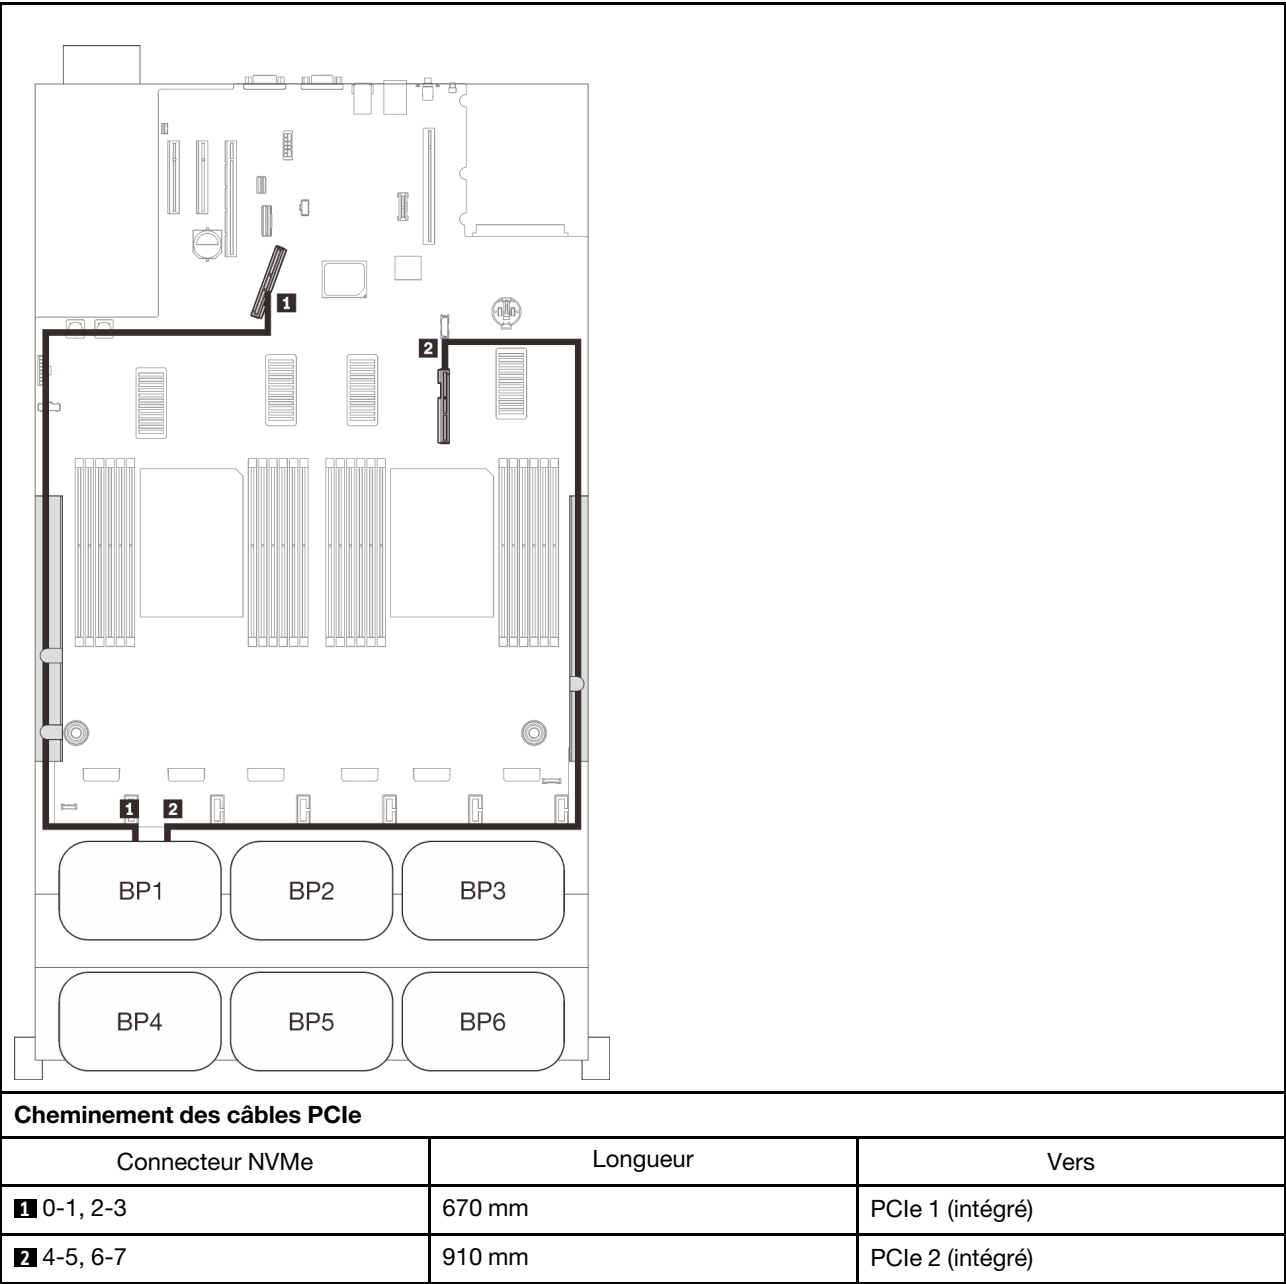 1
2
1 2
BP1 BP2 BP3
BP4 BP5 BP6
Cheminement des câbles PCIe
Connecteur NVMe Longueur Vers
1 0-1, 2-3 670 mm PCIe 1 (intégré)
2 4-5, 6-7 910 mm PCIe 2 (intégré)